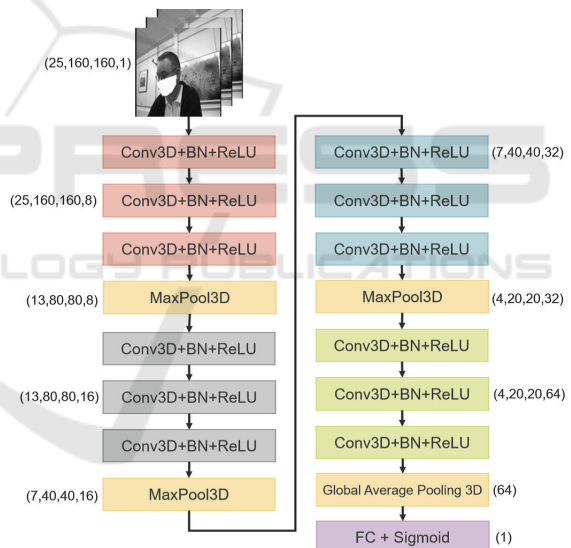 (25,160,160,1)
Conv3D+BN+ReLU
(25,160,160,8) Conv3D+BN+ReLU
Conv3D+BN+ReLU
(13,80,80,8) MaxPool3D
Conv3D+BN+ReLU
(13,80,80,16) Conv3D+BN+ReLU
Conv3D+BN+ReLU
(7,40,40,16) MaxPool3D
Conv3D+BN+ReLU (7,40,40,32)
Conv3D+BN+ReLU
Conv3D+BN+ReLU
MaxPool3D (4,20,20,32)
Conv3D+BN+ReLU
Conv3D+BN+ReLU (4,20,20,64)
Conv3D+BN+ReLU
Global Average Pooling 3D (64)
FC + Sigmoid (1)
PRESS
LOGY PUBLICATIONS